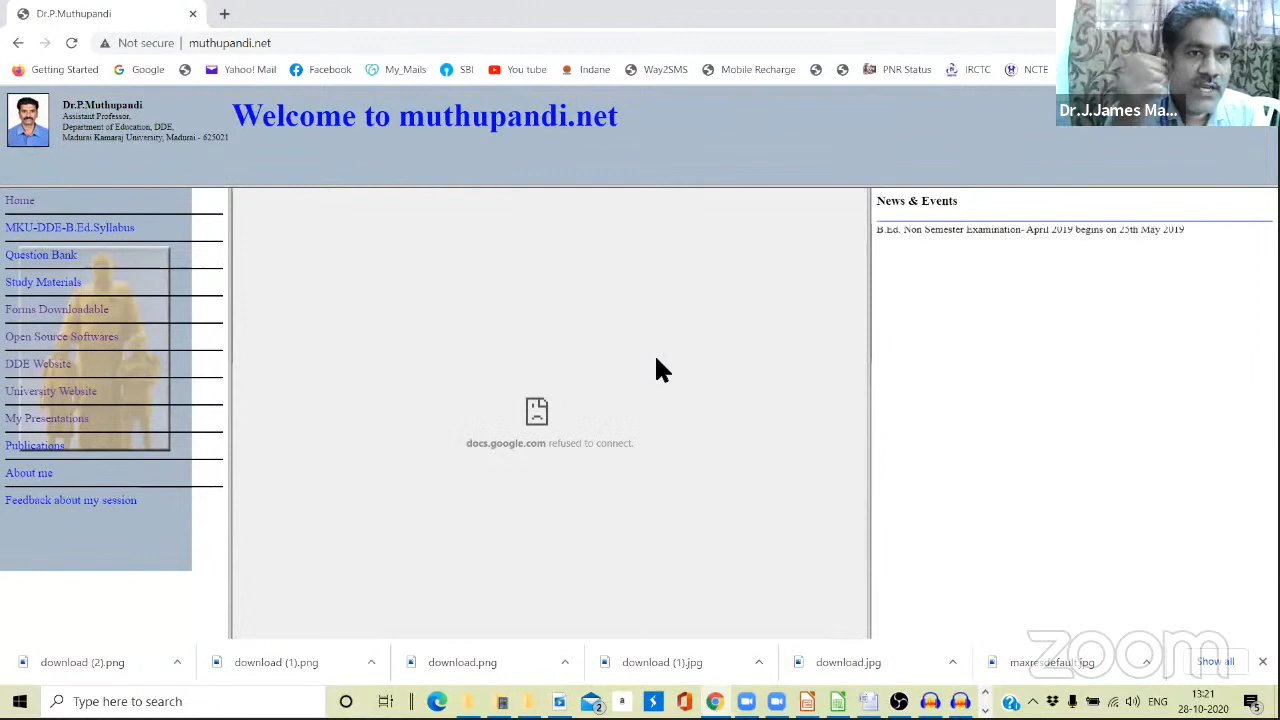 Dr.P.Muthupandi
Not secure
muthupandi.net
Getting Started
Google
Yahoo! Mail
Facebook
My_Mails
SBI
You tube
Indane
Way2SMS
Mobile Recharge
PNR Status
IRCTC
NCTE
Dr.J.James Ma...
Dr.P.Muthupandi
Assistant Professor,
Department of Education, DDE,
Madurai Kamaraj University, Madurai - 625021
Welcome to muthupandi.net
Home
MKU-DDE-B.Ed.Syllabus
Question Bank
Study Materials
Forms Downloadable
Open Source Softwares
DDE Website
University Website
My Presentations
Publications
About me
Feedback about my session
docs.google.com refused to connect.
News & Events
B.Ed. Non Semester Examination- April 2019 begins on 25th May 2019
zoom
download (2).png
download (1).png
download.png
download (1).jpg
download.jpg
maxresdefault.jpg
Show all
Type here to search
2
a
ENG
13:21
28-10-2020
5